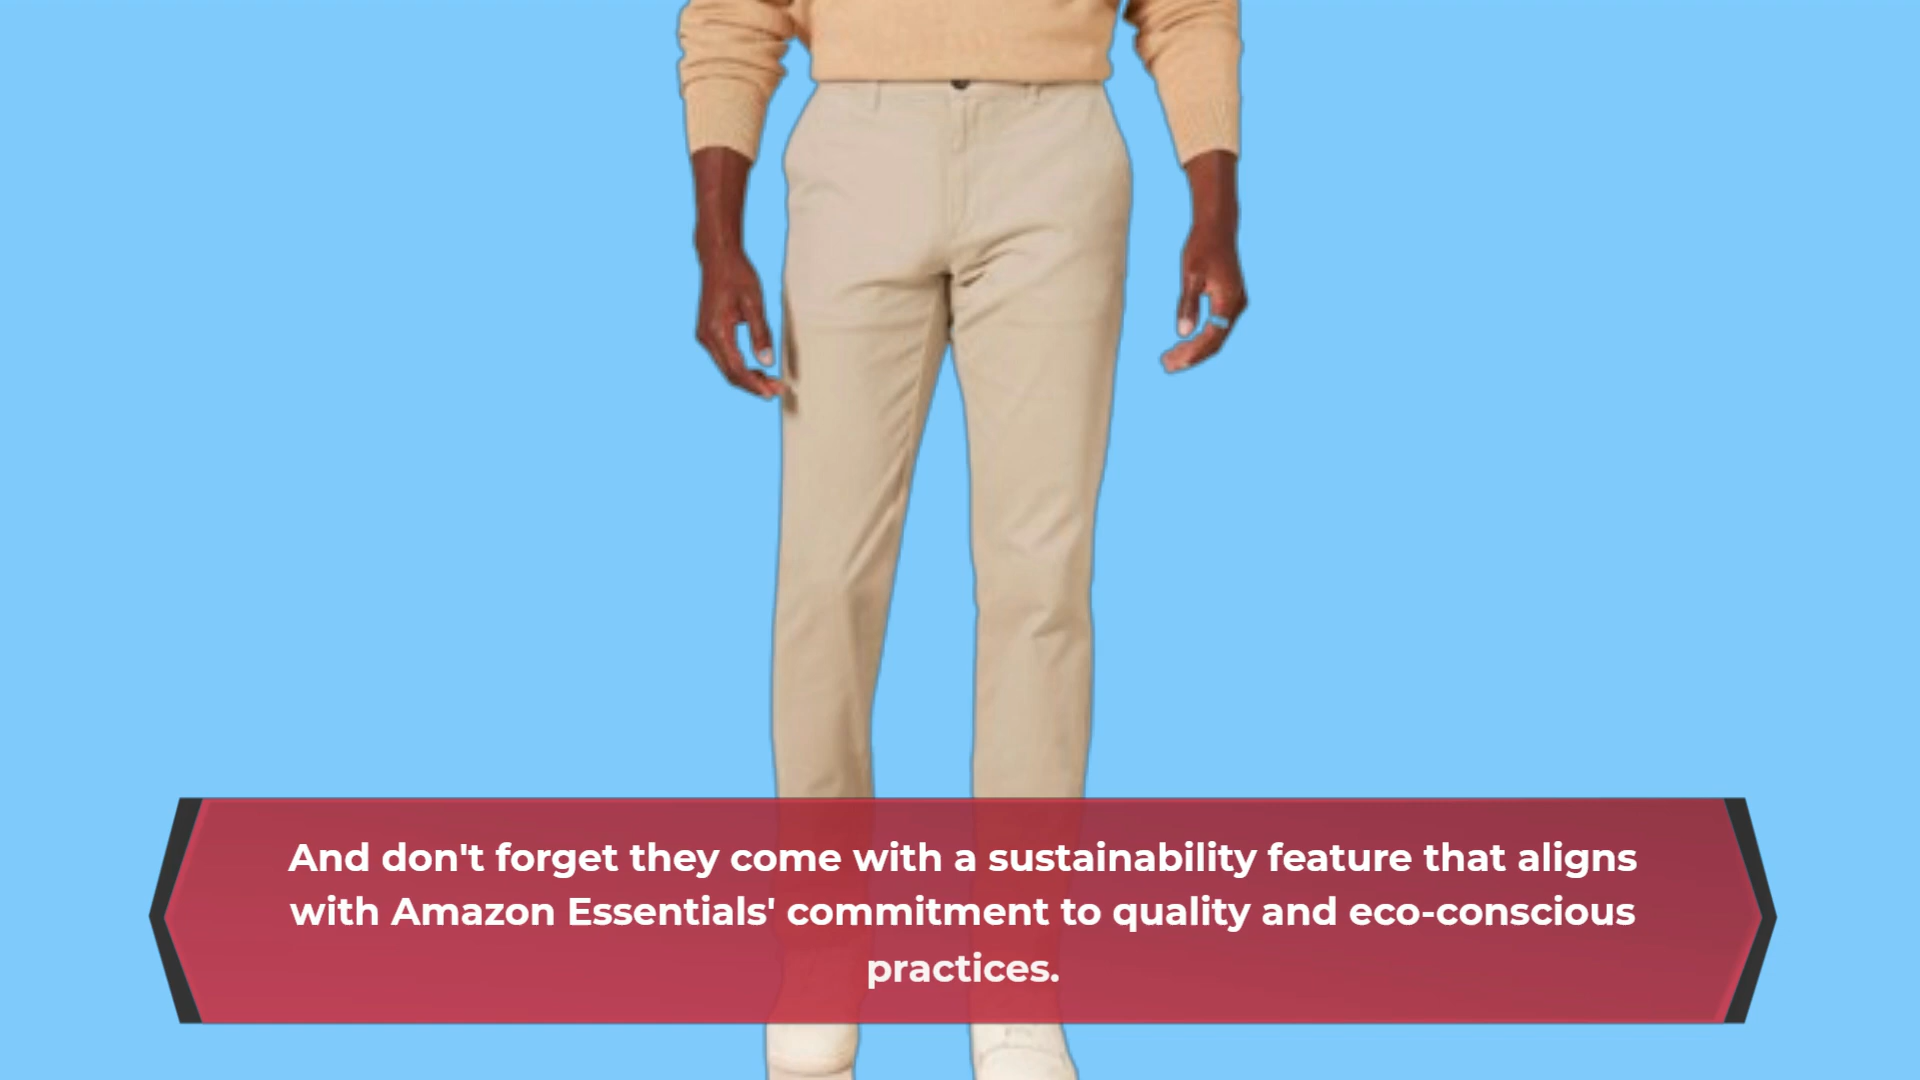 And don't forget they come with a sustainability feature that aligns
with Amazon Essentials' commitment to quality and eco-conscious
practices.